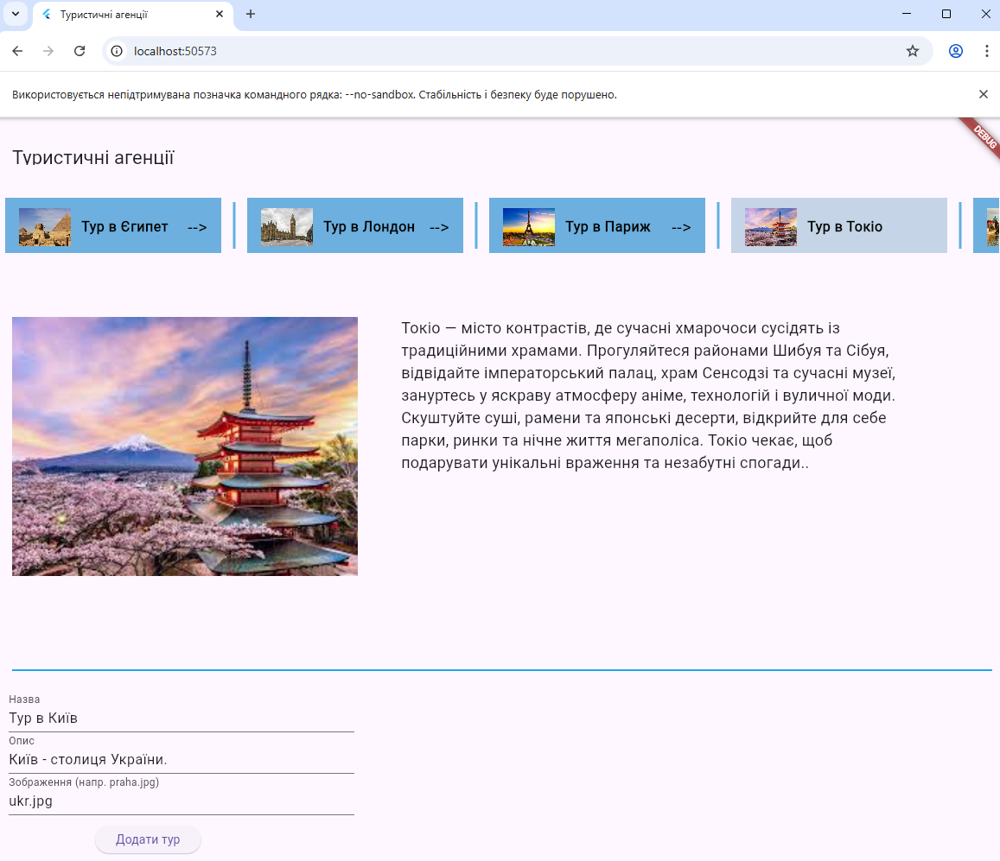 Туристичні агенції
localhost:50573
Використовується непідтримувана позначка командного рядка: --no-sandbox. Стабільність і безпеку буде порушено.
DEBUG
Туристичні агенції
Тур в Єгипет -->
Тур в Лондон -->
Тур в Париж -->
Тур в Токіо
Токіо — місто контрастів, де сучасні хмарочоси сусідять із
традиційними храмами. Прогуляйтеся районами Шибуя та Сібуя,
відвідайте імператорський палац, храм Сенсодзі та сучасні музеї,
зануртесь у яскраву атмосферу аніме, технологій і вуличної моди.
Скуштуйте суші, рамени та японські десерти, відкрийте для себе
парки, ринки та нічне життя мегаполіса. Токіо чекає, щоб
подарувати унікальні враження та незабутні спогади..
Назва
Тур в Київ
Опис
Київ - столиця України.
Зображення (напр. praha.jpg)
ukr.jpg
Додати тур